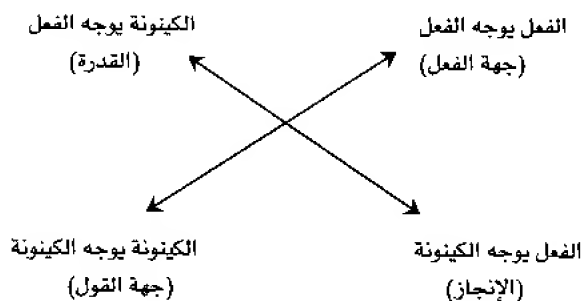 الفعل يوجه الفعل
(جهة الفعل)
الكينونة يوجه الفعل
(القدرة)
الفعل يوجه الكينونة
(الإنجاز)
الكينونة يوجه الكينونة
(جهة القول)